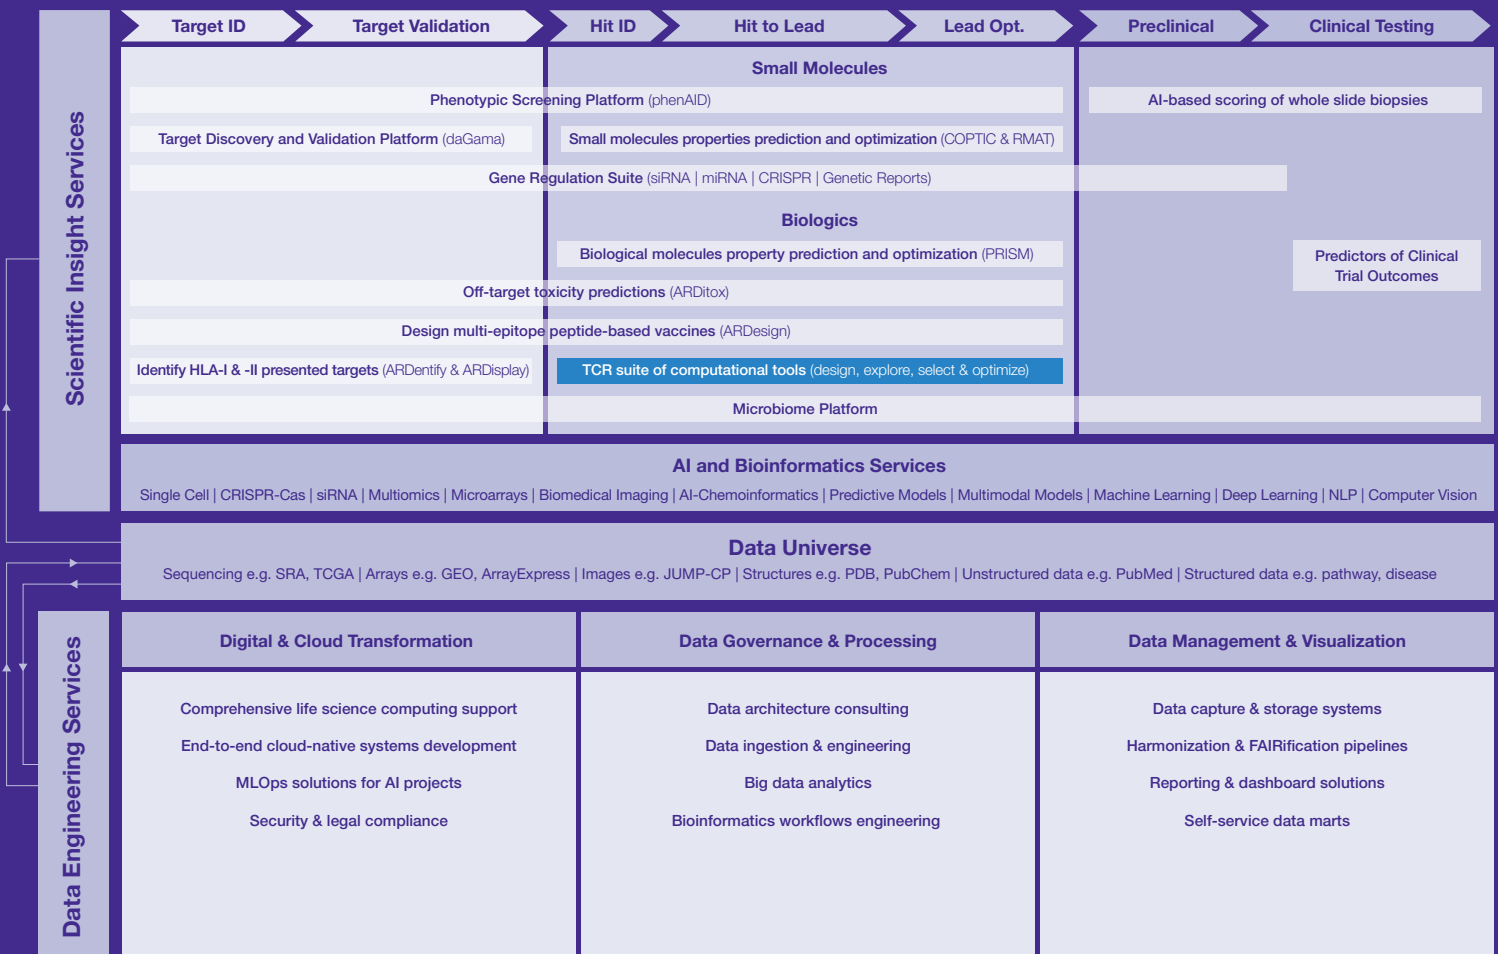 Target ID
Target Validation
Hit ID
Hit to Lead
Lead Opt.
Preclinical
Clinical Testing
Scientific Insight Services
Small Molecules
Phenotypic Screening Platform (phenAID)
AI-based scoring of whole slide biopsies
Target Discovery and Validation Platform (daGama)
Small molecules properties prediction and optimization (COPTIC & RMAT)
Gene Regulation Suite (siRNA | miRNA | CRISPR | Genetic Reports)
Biologics
Biological molecules property prediction and optimization (PRISM)
Predictors of Clinical
Trial Outcomes
Off-target toxicity predictions (ARDitox)
Design multi-epitope peptide-based vaccines (ARDesign)
Identify HLA-I & -II presented targets (ARDentify & ARDisplay)
TCR suite of computational tools (design, explore, select & optimize)
Microbiome Platform
AI and Bioinformatics Services
Single Cell | CRISPR-Cas | siRNA | Multiomics | Microarrays | Biomedical Imaging | AI-Chemoinformatics | Predictive Models | Multimodal Models | Machine Learning | Deep Learning | NLP | Computer Vision
Data Universe
Sequencing e.g. SRA, TCGA | Arrays e.g. GEO, ArrayExpress | Images e.g. JUMP-CP | Structures e.g. PDB, PubChem | Unstructured data e.g. PubMed | Structured data e.g. pathway, disease
Data Engineering Services
Digital & Cloud Transformation
Data Governance & Processing
Data Management & Visualization
Comprehensive life science computing support
Data architecture consulting
Data capture & storage systems
End-to-end cloud-native systems development
Data ingestion & engineering
Harmonization & FAIRification pipelines
MLOps solutions for AI projects
Big data analytics
Reporting & dashboard solutions
Security & legal compliance
Bioinformatics workflows engineering
Self-service data marts